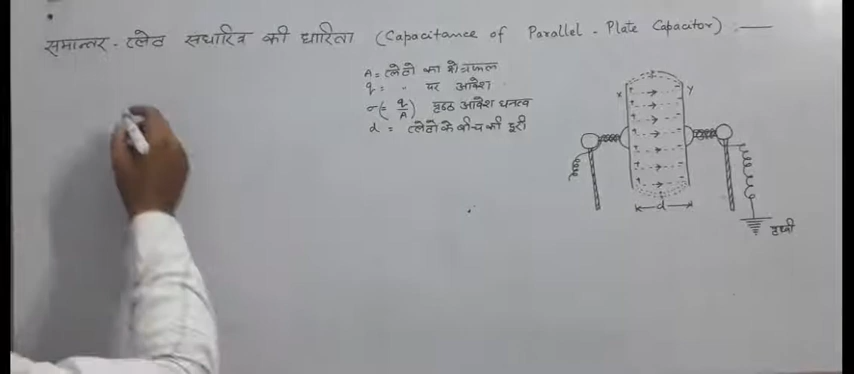 समान्तर - प्लेट संधारित्र की धारिता (Capacitance of Parallel - Plate Capacitor) : —
A = प्लेटो का क्षेत्रफल
q = " पर आवेश
σ (= q/A) पृष्ठ आवेश घनत्व
d = प्लेटो के बीच की दूरी
X Y
d
पृथ्वी